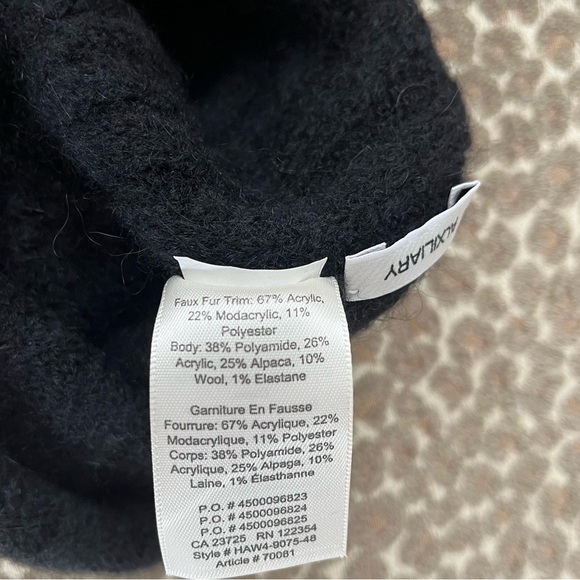 AUXILIARY
Faux Fur Trim: 67% Acrylic,
22% Modacrylic, 11%
Polyester
Body: 38% Polyamide, 26%
Acrylic, 25% Alpaca, 10%
Wool, 1% Elastane
Garniture En Fausse
Fourrure: 67% Acrylique, 22%
Modacrylique, 11% Polyester
Corps: 38% Polyamide, 26%
Acrylique, 25% Alpaga, 10%
Laine, 1% Élasthanne
P.O. # 4500096823
P.O. # 4500096824
P.O. # 4500096825
CA 23725 RN 122354
Style # HAW4-9075-48
Article # 70081